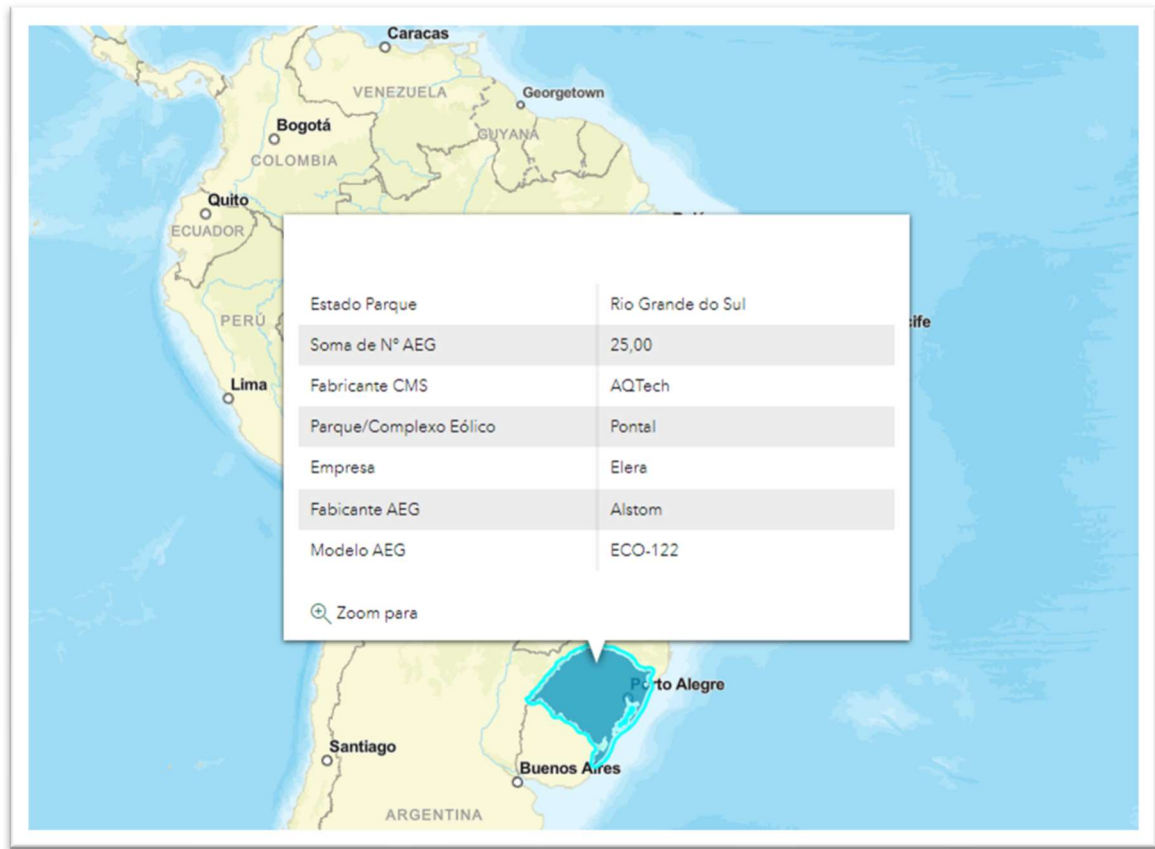 Caracas
VENEZUELA
Georgetown
Bogotá
GUYANA
COLOMBIA
Quito
ECUADOR
PERÚ
Lima
Estado Parque Rio Grande do Sul
Soma de Nº AEG 25,00
Fabricante CMS AQTech
Parque/Complexo Eólico Pontal
Empresa Elera
Fabicante AEG Alstom
Modelo AEG ECO-122
Zoom para
Porto Alegre
Santiago
Buenos Aires
ARGENTINA